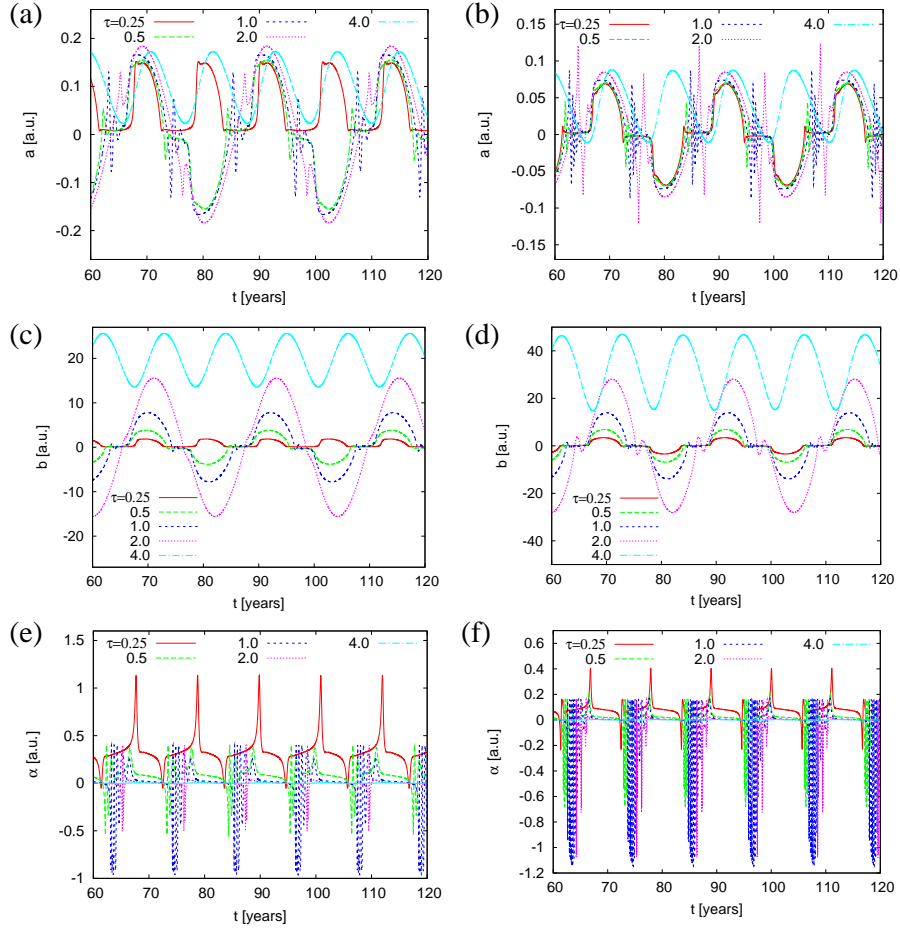 (a)
τ=0.25 1.0 4.0
0.5 2.0
0.2
0.1
0
-0.1
-0.2
a [a.u.]
60 70 80 90 100 110 120
t [years]
(b)
τ=0.25 1.0 4.0
0.5 2.0
0.15
0.1
0.05
0
-0.05
-0.1
-0.15
a [a.u.]
60 70 80 90 100 110 120
t [years]
(c)
20
10
0
-10
-20
b [a.u.]
τ=0.25
0.5
1.0
2.0
4.0
60 70 80 90 100 110 120
t [years]
(d)
40
20
0
-20
-40
b [a.u.]
τ=0.25
0.5
1.0
2.0
4.0
60 70 80 90 100 110 120
t [years]
(e)
τ=0.25 1.0 4.0
0.5 2.0
1.5
1
0.5
0
-0.5
-1
α [a.u.]
60 70 80 90 100 110 120
t [years]
(f)
τ=0.25 1.0 4.0
0.5 2.0
0.6
0.4
0.2
0
-0.2
-0.4
-0.6
-0.8
-1
-1.2
α [a.u.]
60 70 80 90 100 110 120
t [years]